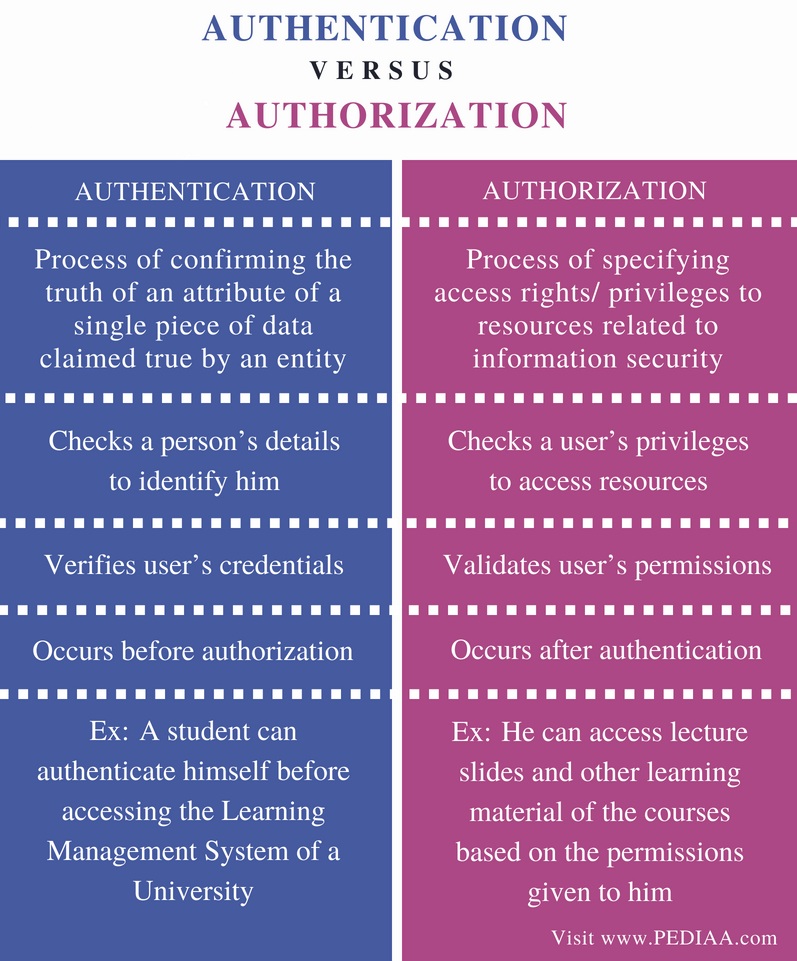 AUTHENTICATION
VERSUS
AUTHORIZATION
AUTHENTICATION
Process of confirming the
truth of an attribute of a
single piece of data
claimed true by an entity
Checks a person’s details
to identify him
Verifies user’s credentials
Occurs before authorization
Ex: A student can
authenticate himself before
accessing the Learning
Management System of a
University
AUTHORIZATION
Process of specifying
access rights/ privileges to
resources related to
information security
Checks a user’s privileges
to access resources
Validates user’s permissions
Occurs after authentication
Ex: He can access lecture
slides and other learning
material of the courses
based on the permissions
given to him
Visit www.PEDIAA.com